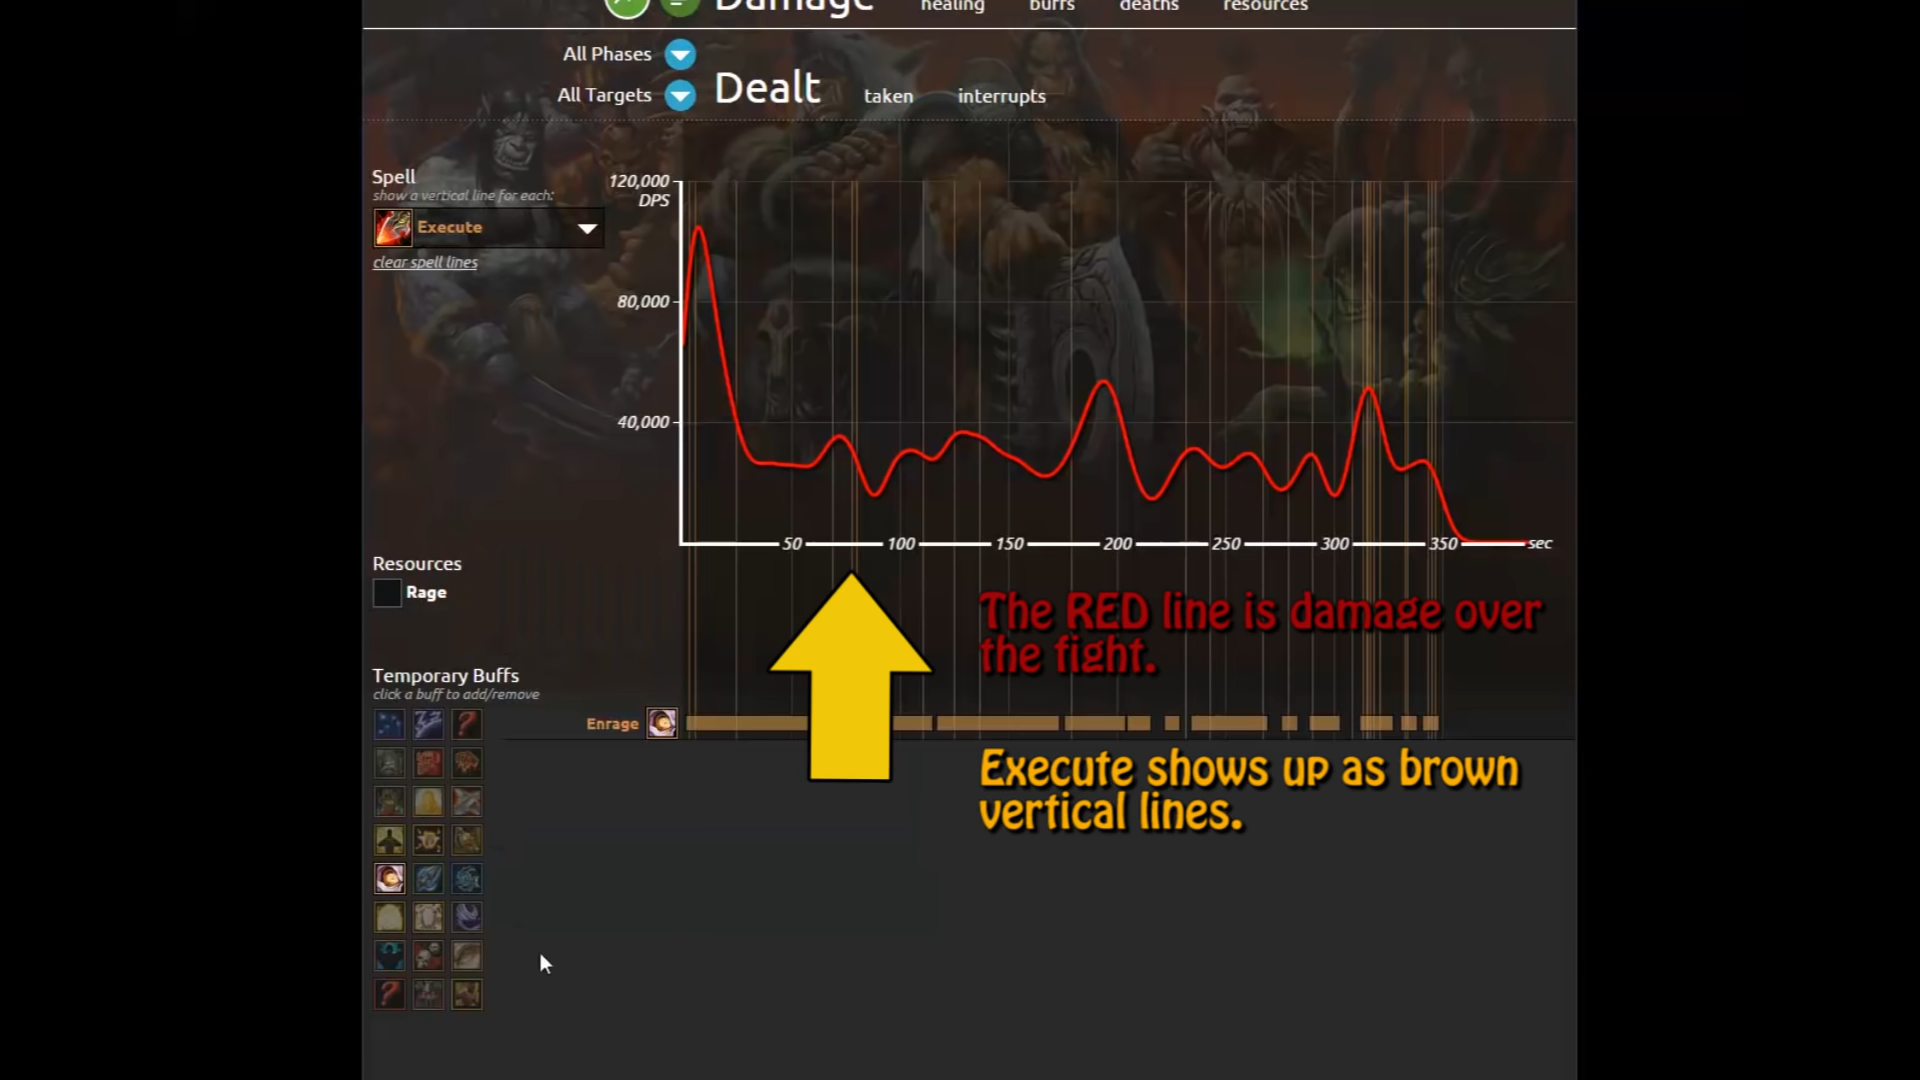 Damage healing buffs deaths resources
All Phases
All Targets Dealt taken interrupts
Spell
show a vertical line for each:
Execute
clear spell lines
120,000
DPS
80,000
40,000
50 100 150 200 250 300 350 sec
Resources
Rage
The RED line is damage over
the fight.
Temporary Buffs
click a buff to add/remove
Enrage
Execute shows up as brown
vertical lines.